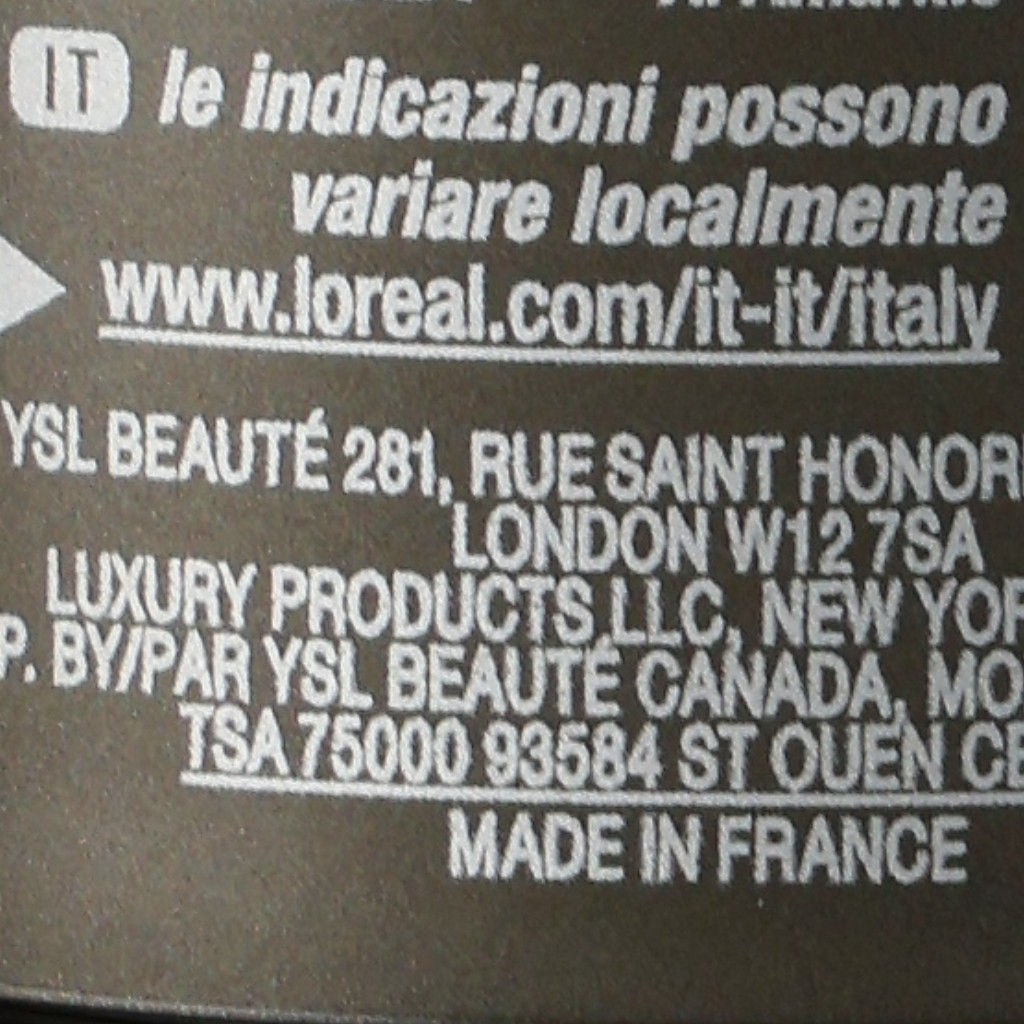 IT le indicazioni possono
variare localmente
www.loreal.com/it-it/italy
YSL BEAUTÉ 281, RUE SAINT HONOR
LONDON W12 7SA
LUXURY PRODUCTS,LLC, NEW YOR
P. BY/PAR YSL BEAUTÉ CANADA, MO
TSA 75000 93584 ST OUEN CE
MADE IN FRANCE